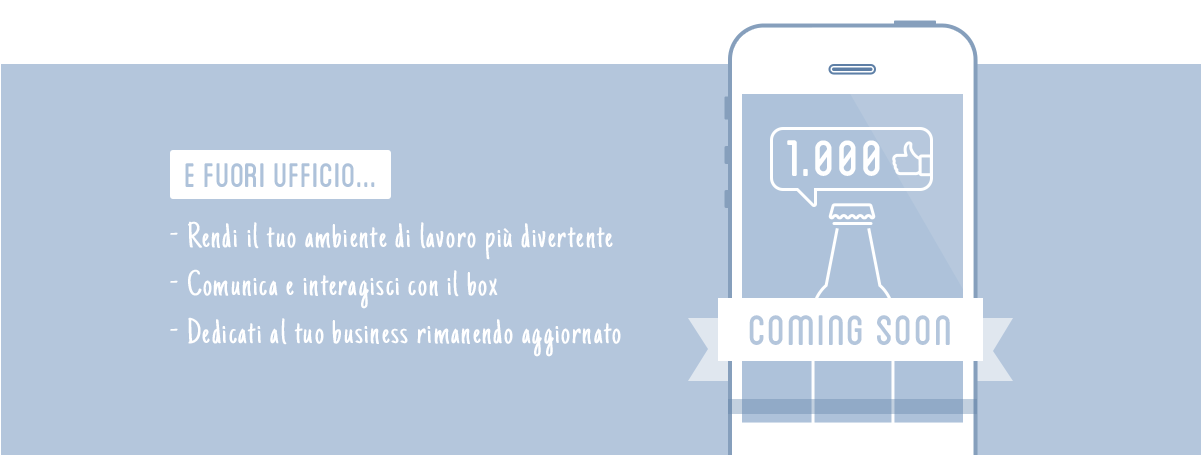 E FUORI UFFICIO...
- Rendi il tuo ambiente di lavoro più divertente
- Comunica e interagisci con il box
- Dedicati al tuo business rimanendo aggiornato
1.000
COMING SOON